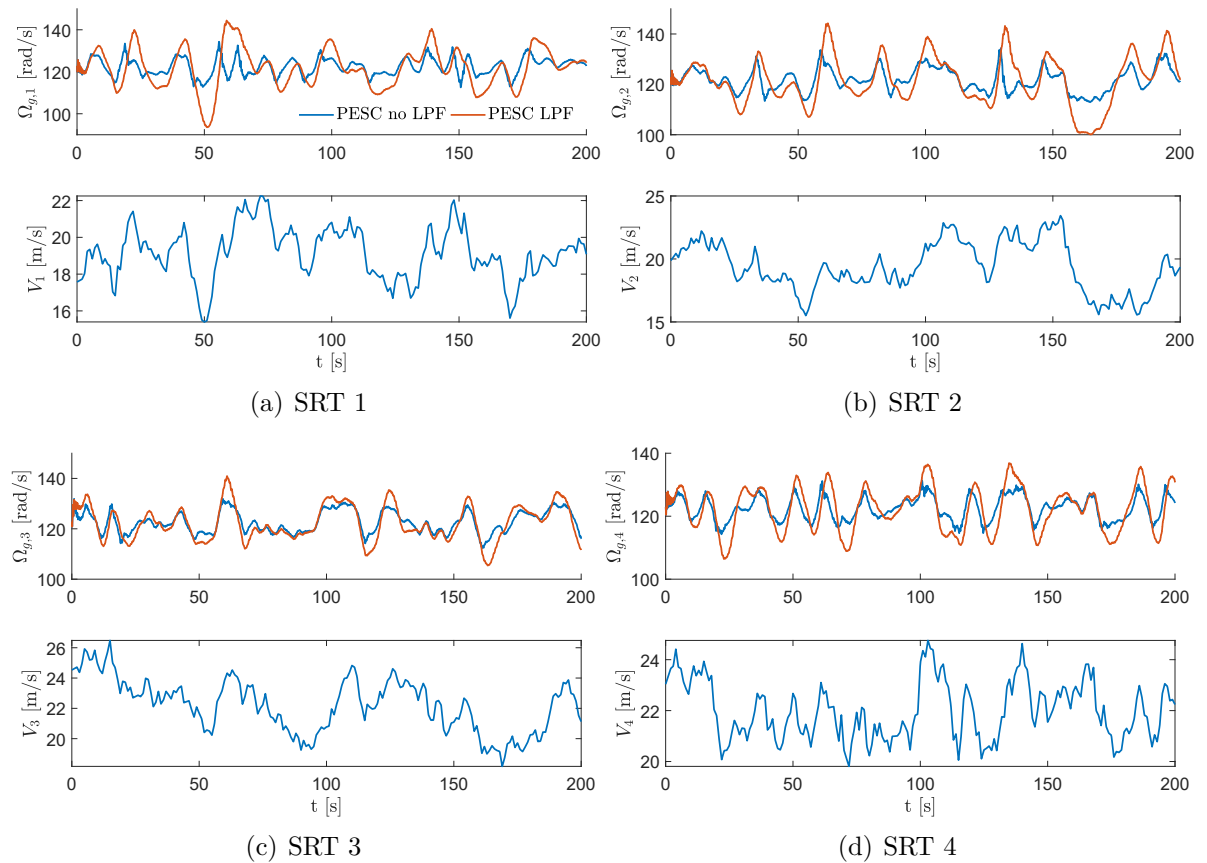 Ω_{g,1} [rad/s]
140
120
100
PESC no LPF PESC LPF
0 50 100 150 200
V_1 [m/s]
22
20
18
16
0 50 100 150 200
t [s]
(a) SRT 1
Ω_{g,2} [rad/s]
140
120
100
0 50 100 150 200
V_2 [m/s]
25
20
15
0 50 100 150 200
t [s]
(b) SRT 2
Ω_{g,3} [rad/s]
140
120
100
0 50 100 150 200
V_3 [m/s]
26
24
22
20
0 50 100 150 200
t [s]
(c) SRT 3
Ω_{g,4} [rad/s]
140
120
100
0 50 100 150 200
V_4 [m/s]
24
22
20
0 50 100 150 200
t [s]
(d) SRT 4